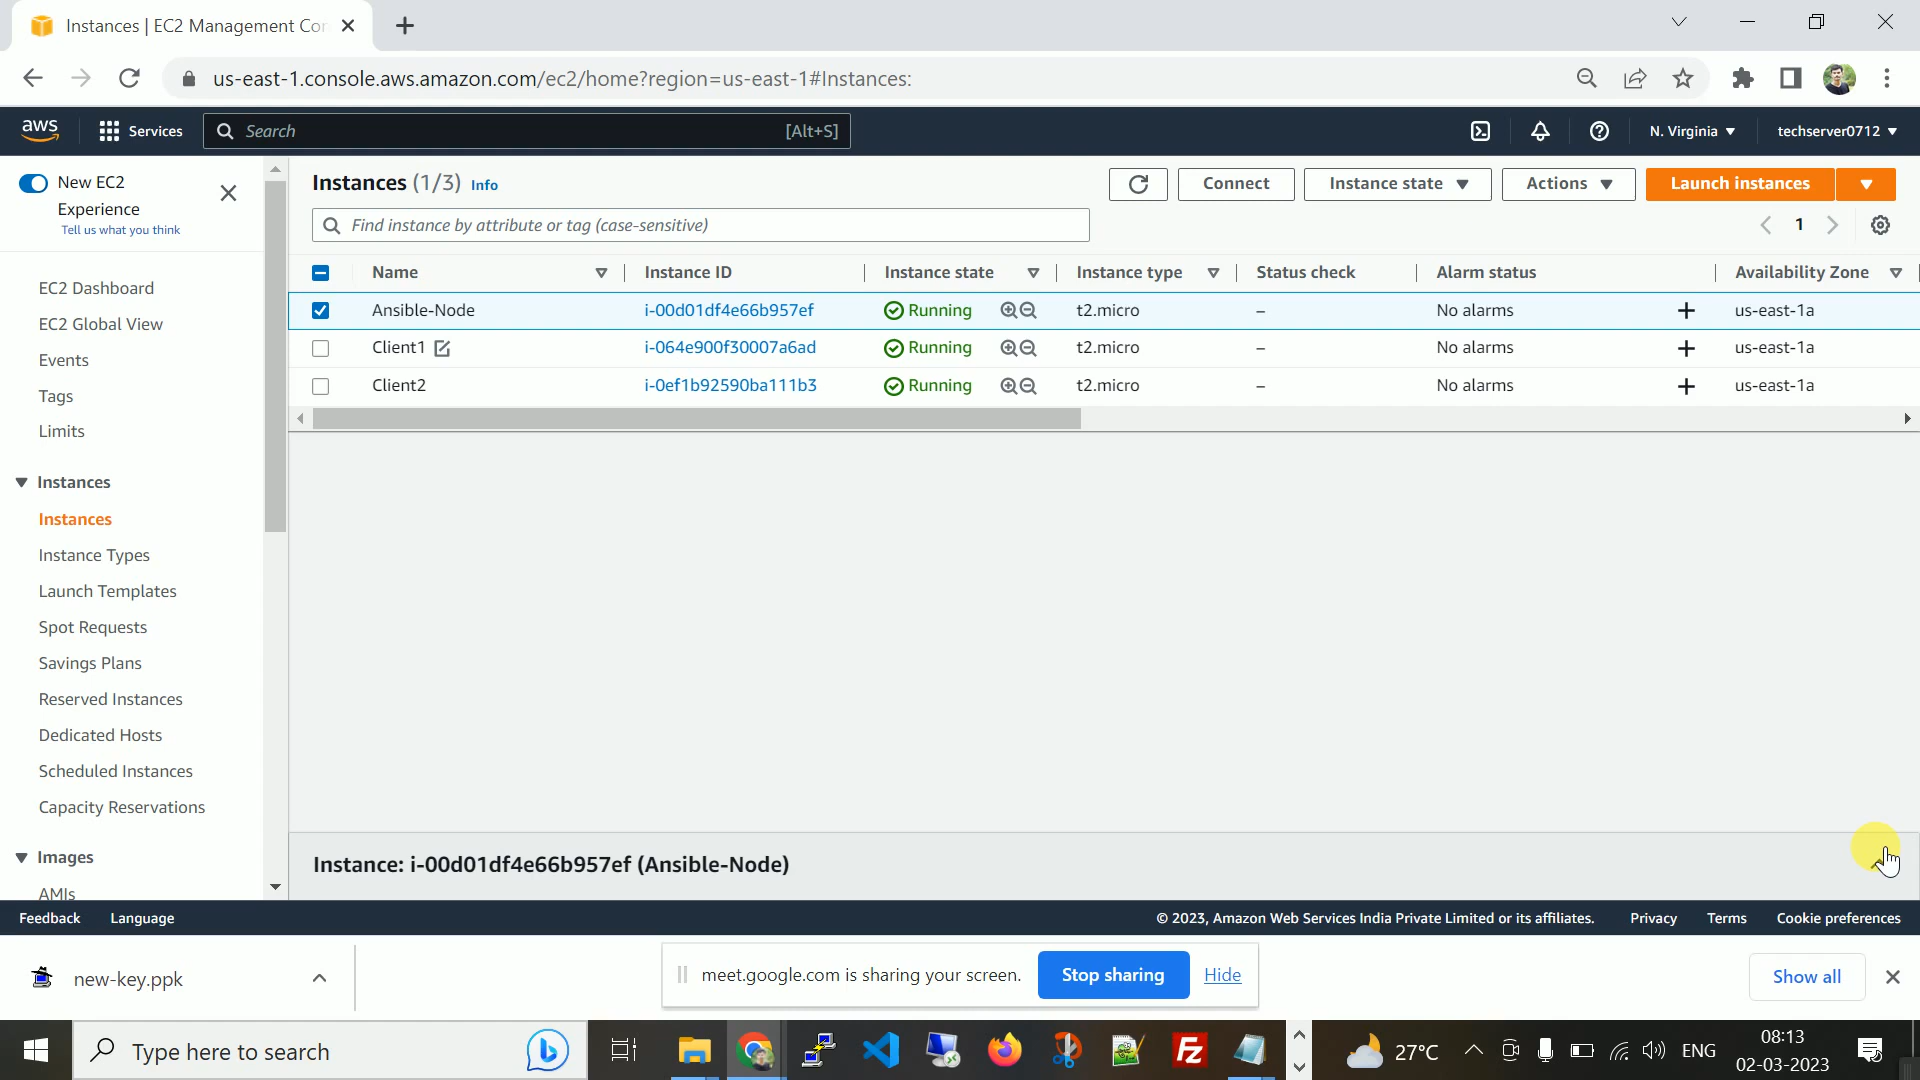 Instances | EC2 Management Con
us-east-1.console.aws.amazon.com/ec2/home?region=us-east-1#Instances:
aws
Services
Search
[Alt+S]
N. Virginia
techserver0712
New EC2
Experience
Tell us what you think
EC2 Dashboard
EC2 Global View
Events
Tags
Limits
Instances
Instances
Instance Types
Launch Templates
Spot Requests
Savings Plans
Reserved Instances
Dedicated Hosts
Scheduled Instances
Capacity Reservations
Images
AMIs
Instances (1/3) Info
Connect
Instance state
Actions
Launch instances
Find instance by attribute or tag (case-sensitive)
1
Name Instance ID Instance state Instance type Status check Alarm status Availability Zone
Ansible-Node i-00d01df4e66b957ef Running t2.micro – No alarms + us-east-1a
Client1 i-064e900f30007a6ad Running t2.micro – No alarms + us-east-1a
Client2 i-0ef1b92590ba111b3 Running t2.micro – No alarms + us-east-1a
Instance: i-00d01df4e66b957ef (Ansible-Node)
Feedback Language © 2023, Amazon Web Services India Private Limited or its affiliates. Privacy Terms Cookie preferences
new-key.ppk
meet.google.com is sharing your screen. Stop sharing Hide
Show all
Type here to search
27°C
ENG
08:13
02-03-2023